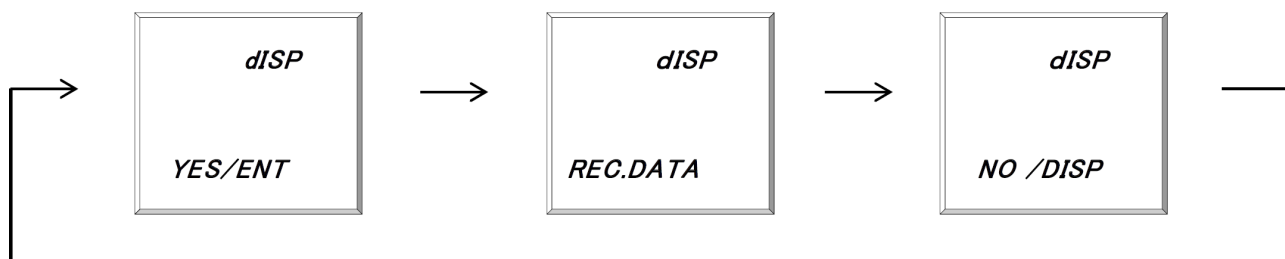 dISP
YES/ENT
dISP
REC.DATA
dISP
NO /DISP